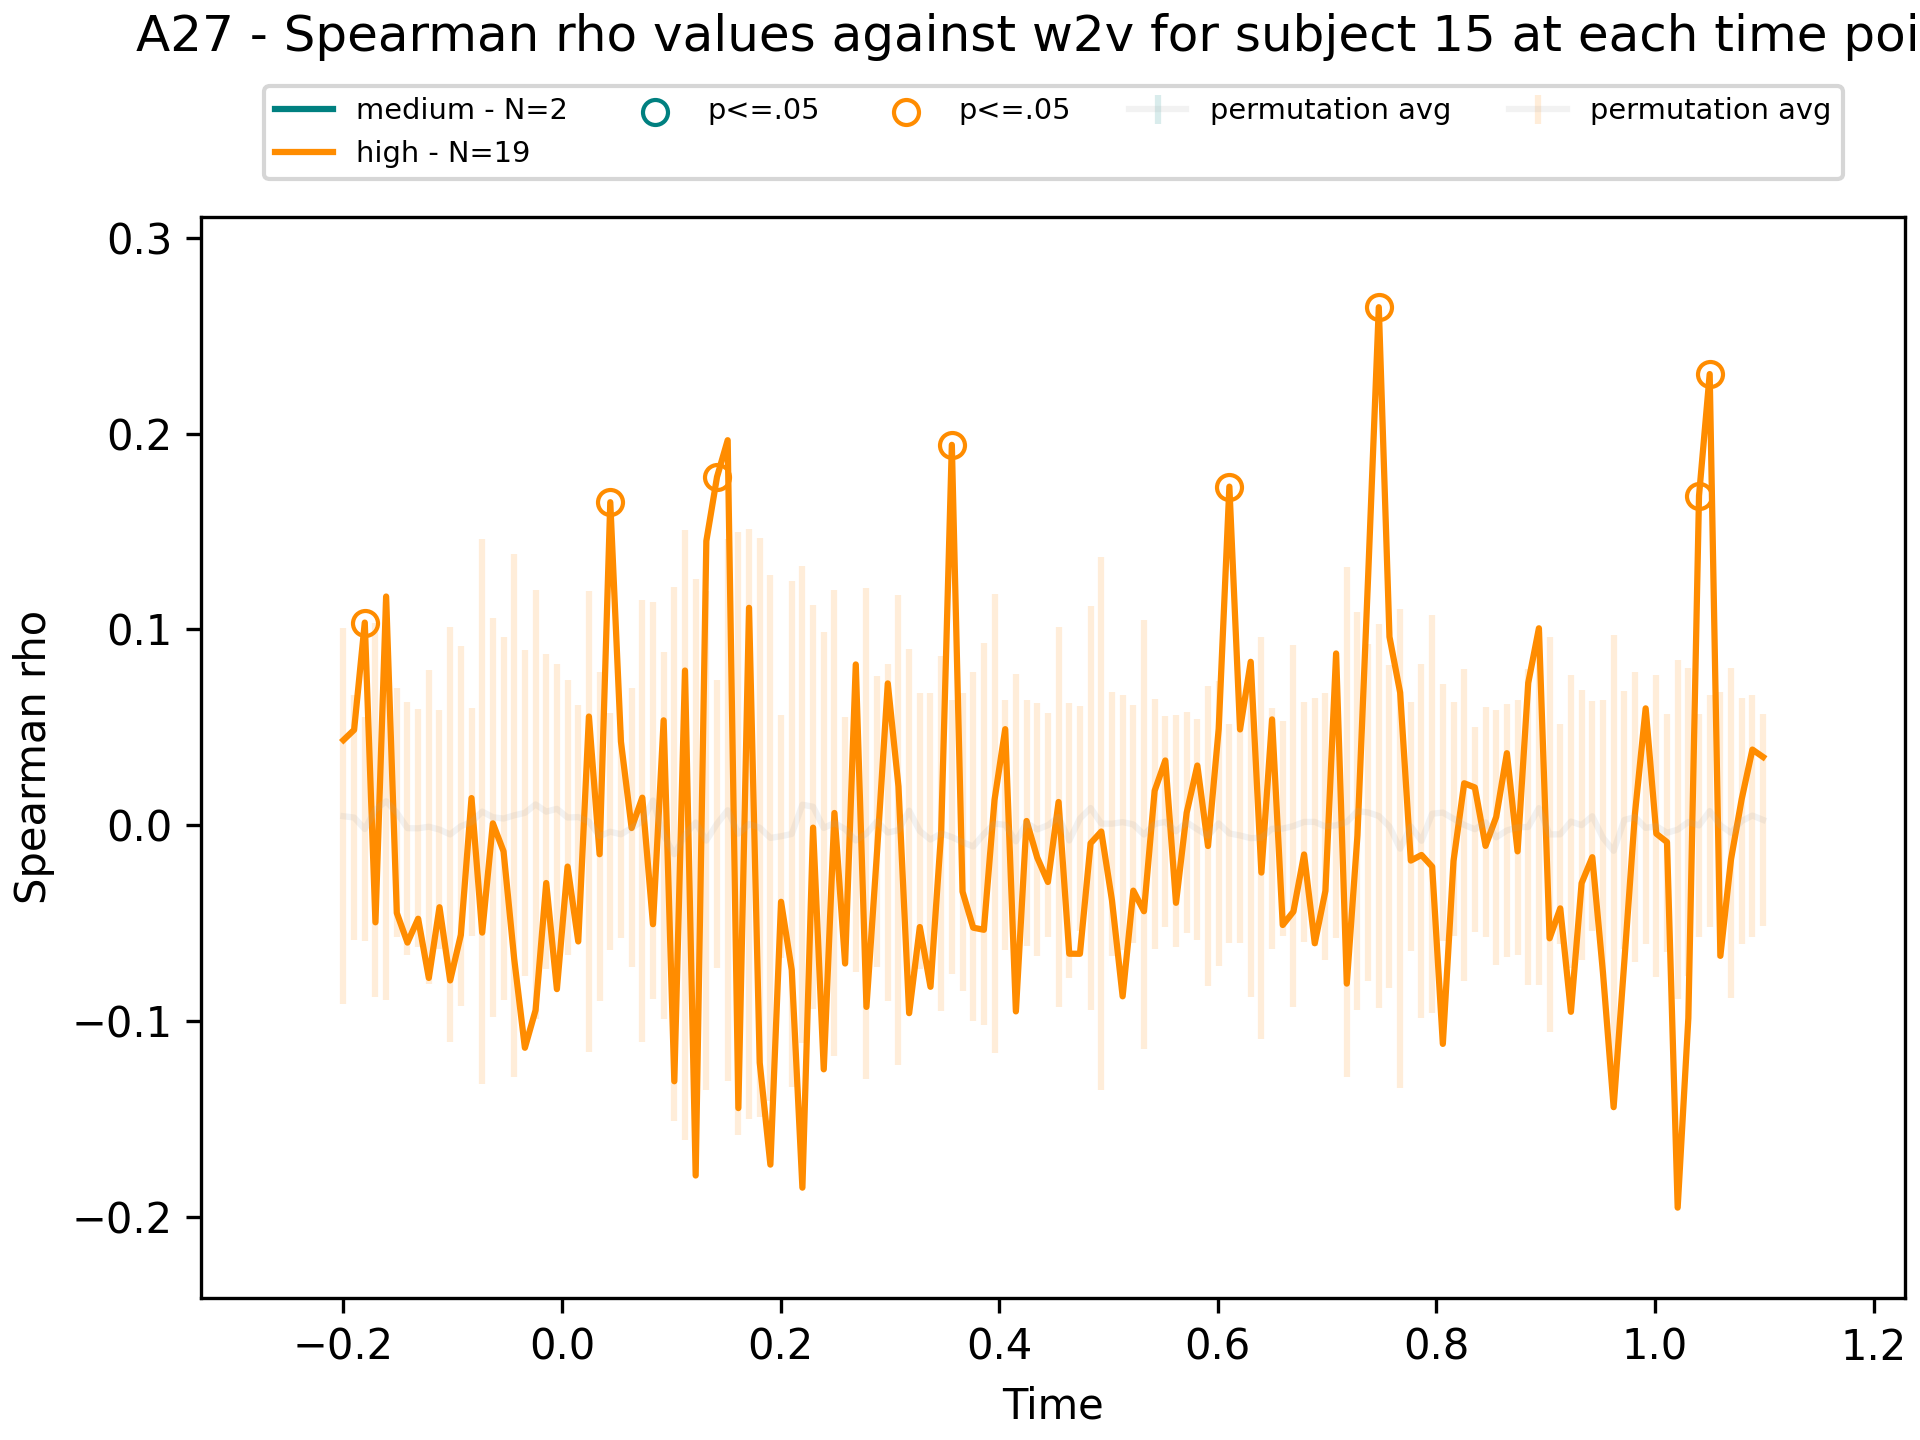 A27 - Spearman rho values against w2v for subject 15 at each time poi
medium - N=2
high - N=19
p<=.05
p<=.05
permutation avg
permutation avg
Spearman rho
0.3
0.2
0.1
0.0
−0.1
−0.2
−0.2
0.0
0.2
0.4
0.6
0.8
1.0
1.2
Time